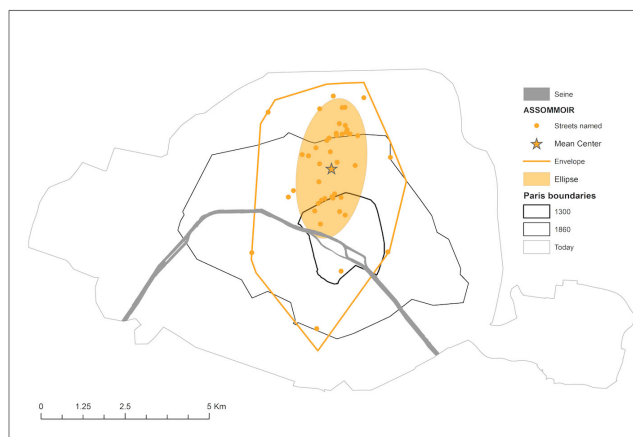 Seine
ASSOMMOIR
Streets named
Mean Center
Envelope
Ellipse
Paris boundaries
1300
1860
Today
0 1.25 2.5 5 Km